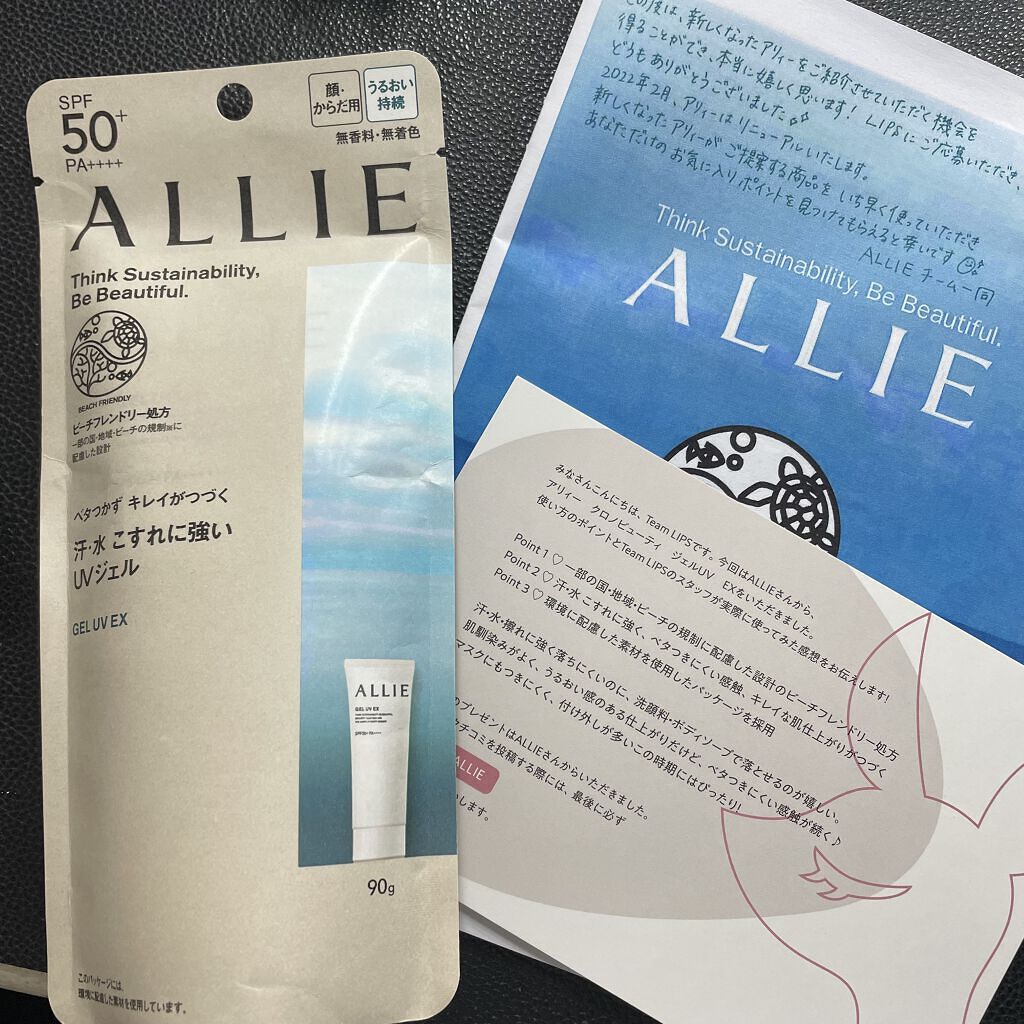 SPF
50+
PA++++
顔・
からだ用
うるおい
持続
無香料・無着色
ALLIE
Think Sustainability,
Be Beautiful.
BEACH FRIENDLY
ビーチフレンドリー処方
一部の国・地域・ビーチの規制※に
配慮した設計
ベタつかず キレイがつづく
汗・水 こすれに強い
UVジェル
GEL UV EX
ALLIE
GEL UV EX
SPF50+ PA++++
90g
このパッケージには、
環境に配慮した素材を使用しています。
この度は、新しくなったアリィーをご紹介させていただく機会を
得ることができ、本当に嬉しく思います! LIPSにご応募いただき、
どうもありがとうございました
2022年2月、アリィーはリニューアルいたします。
新しくなったアリィーがご提案する商品をいち早く使っていただき
あなただけのお気に入りポイントを見つけてもらえると幸いです
ALLIEチーム一同
Think Sustainability, Be Beautiful.
ALLIE
みなさんこんにちは、Team LIPSです。今回はALLIEさんから、
アリィー クロノビューティ ジェルUV EXをいただきました。
使い方のポイントとTeam LIPSのスタッフが実際に使ってみた感想をお伝えします!
Point 1 ♡ 一部の国・地域・ビーチの規制に配慮した設計のビーチフレンドリー処方
Point 2 ♡ 汗・水 こすれに強く、ベタつきにくい感触、キレイな肌仕上がりがつづく
Point 3 ♡ 環境に配慮した素材を使用したパッケージを採用
汗・水・擦れに強く落ちにくいのに、洗顔料・ボディソープで落とせるのが嬉しい。
肌馴染みがよく、うるおい感のある仕上がりだけど、ベタつきにくい感触が続く♪
マスクにもつきにくく、付け外しが多いこの時期にはぴったり!
のプレゼントはALLIEさんからいただきました。
クチコミを投稿する際には、最後に必ず
ALLIE
します。